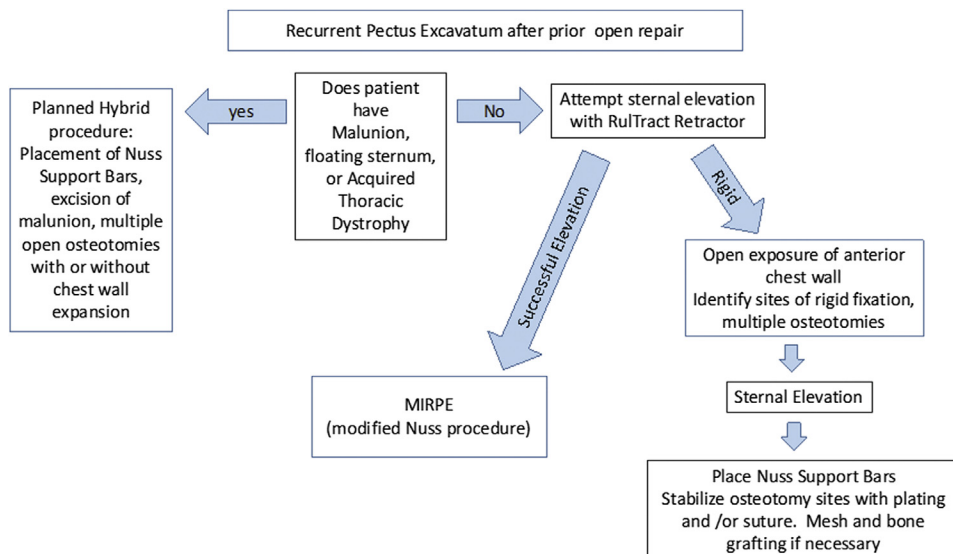 Recurrent Pectus Excavatum after prior  open repair
Planned Hybrid
procedure:
Placement of Nuss
Support Bars,
excision of
malunion, multiple
open osteotomies
with or without
chest wall
expansion
yes
Does patient
have
Malunion,
floating sternum,
or Acquired
Thoracic
Dystrophy
No
Attempt sternal elevation
with RulTract Retractor
Successful Elevation
Rigid
MIRPE
(modified Nuss procedure)
Open exposure of anterior
chest wall
Identify sites of rigid fixation,
multiple osteotomies
Sternal Elevation
Place Nuss Support Bars
Stabilize osteotomy sites with plating
and /or suture.  Mesh and bone
grafting if necessary